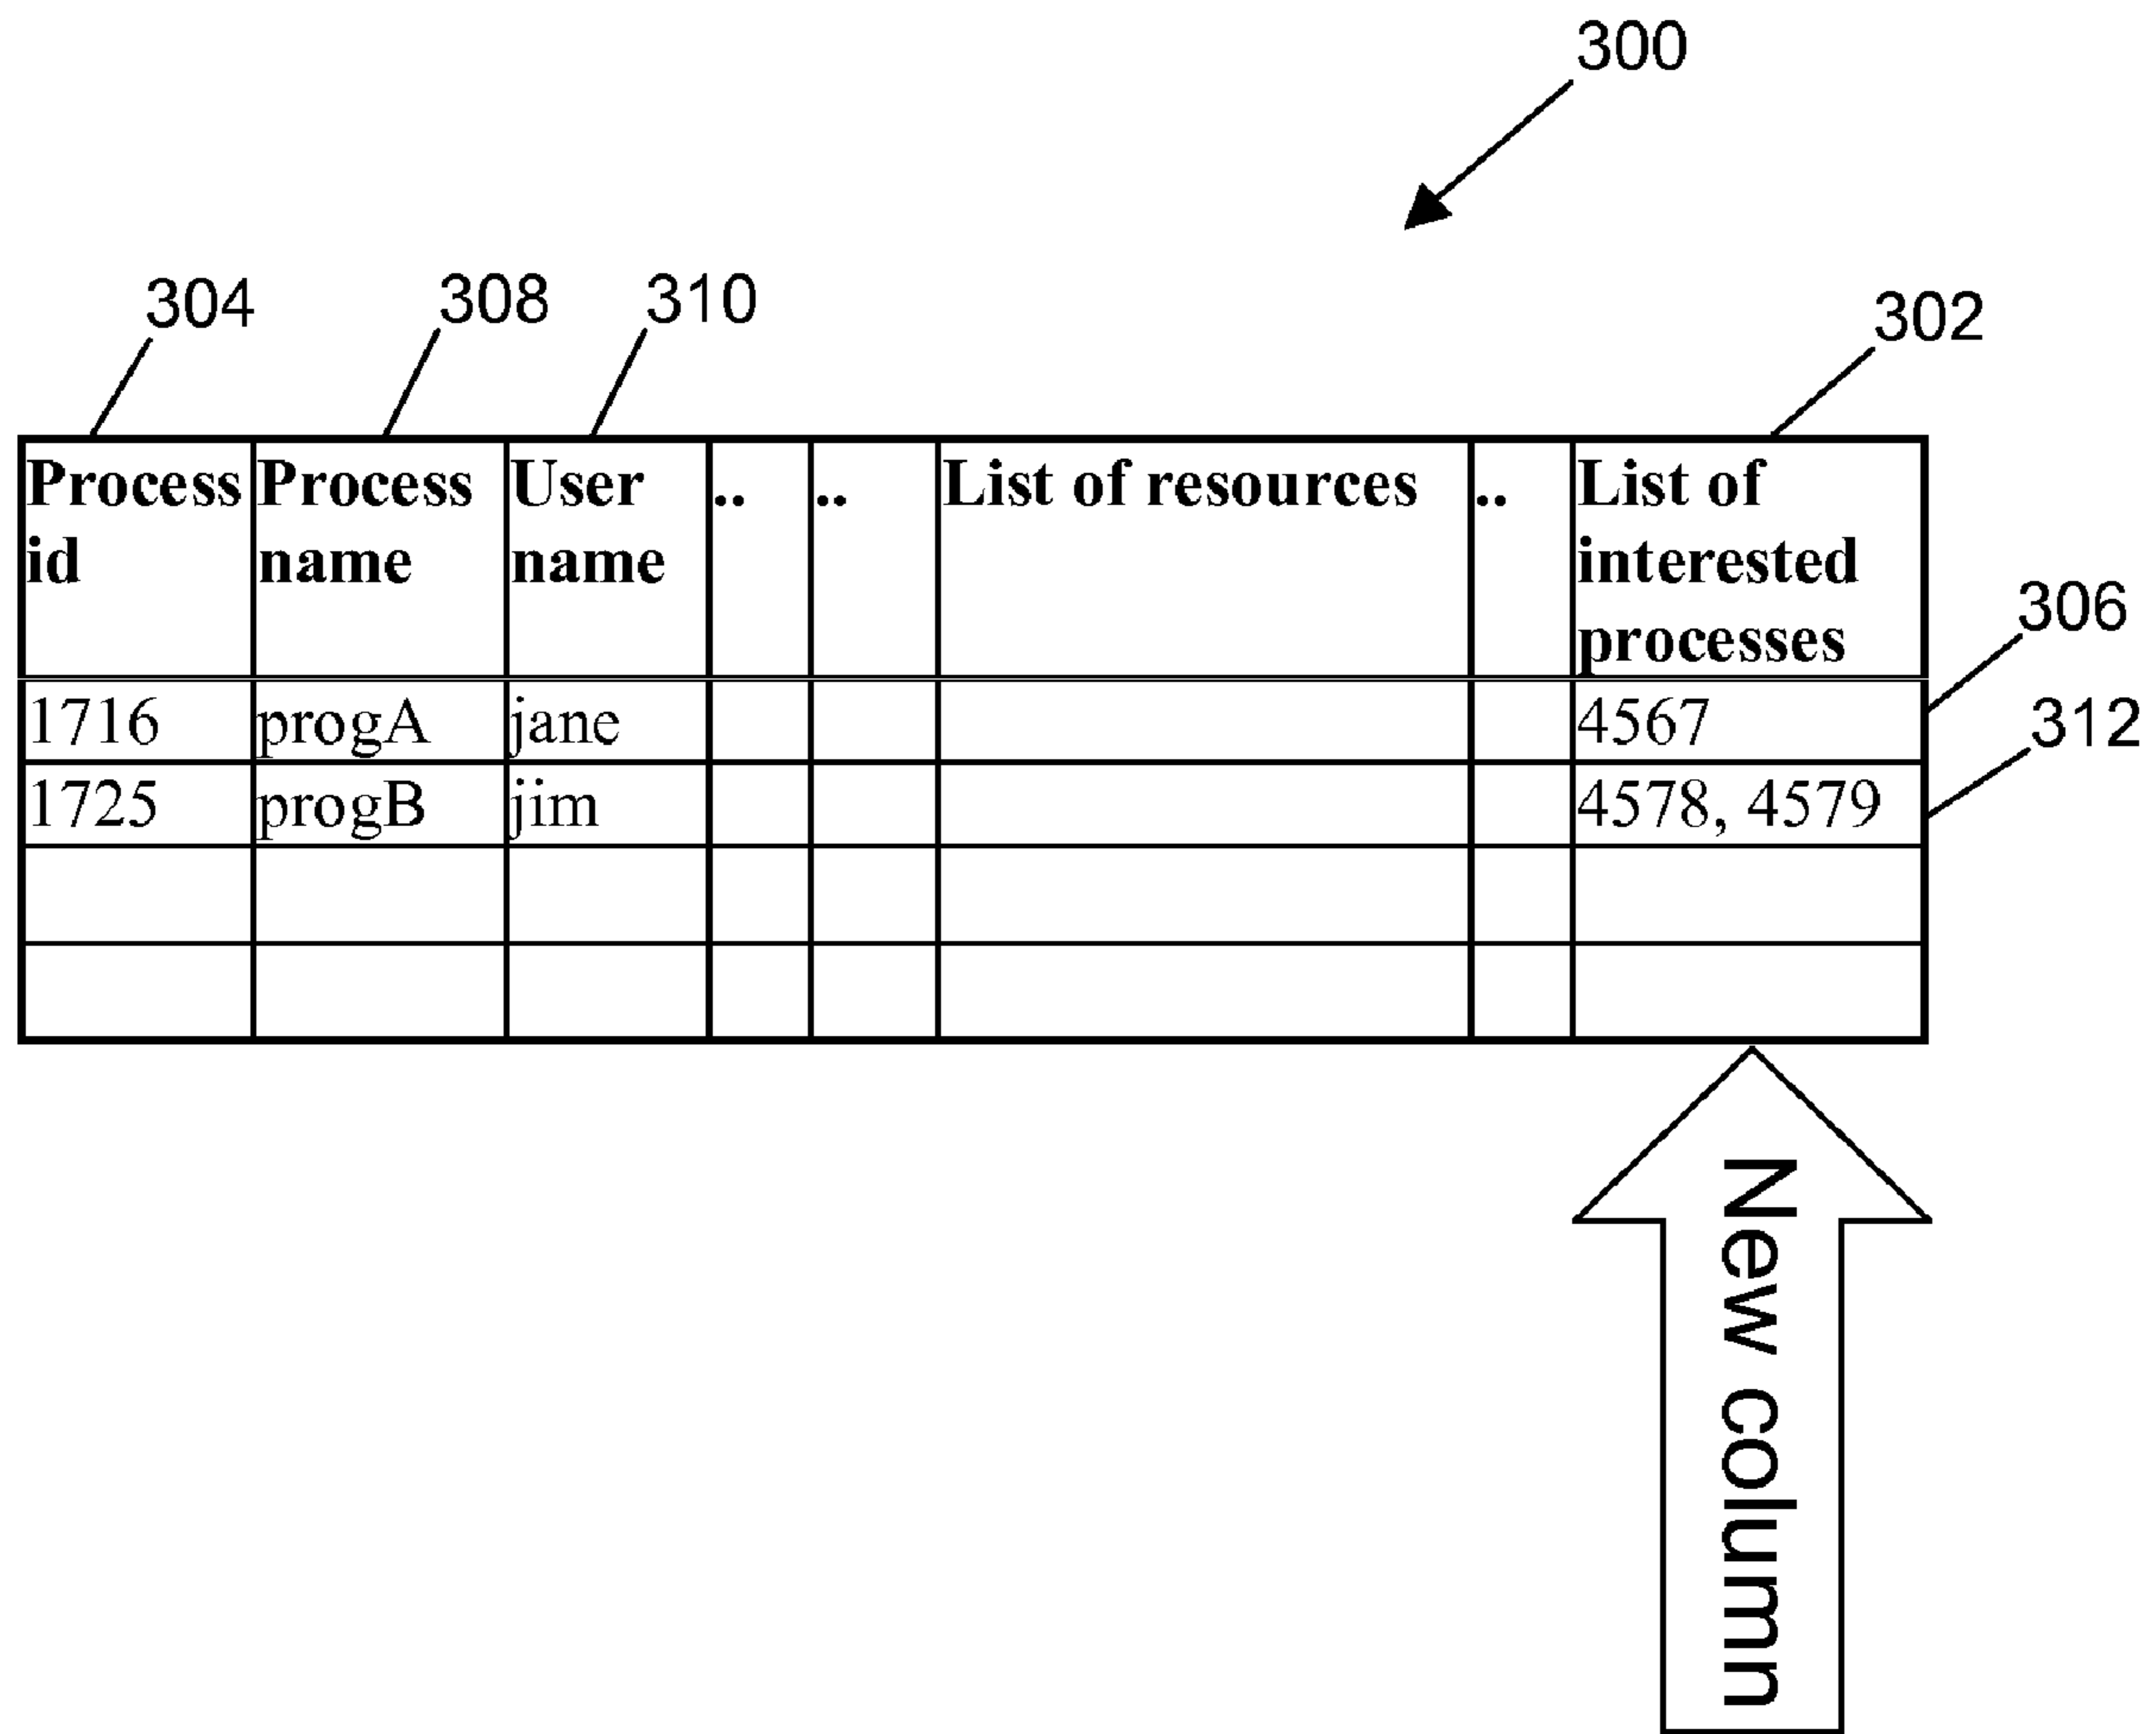 300
304 308 310 302
Process Process User .. .. List of resources .. List of
id name name interested
processes
306
1716 progA jane 4567
312
1725 progB jim 4578, 4579
New column